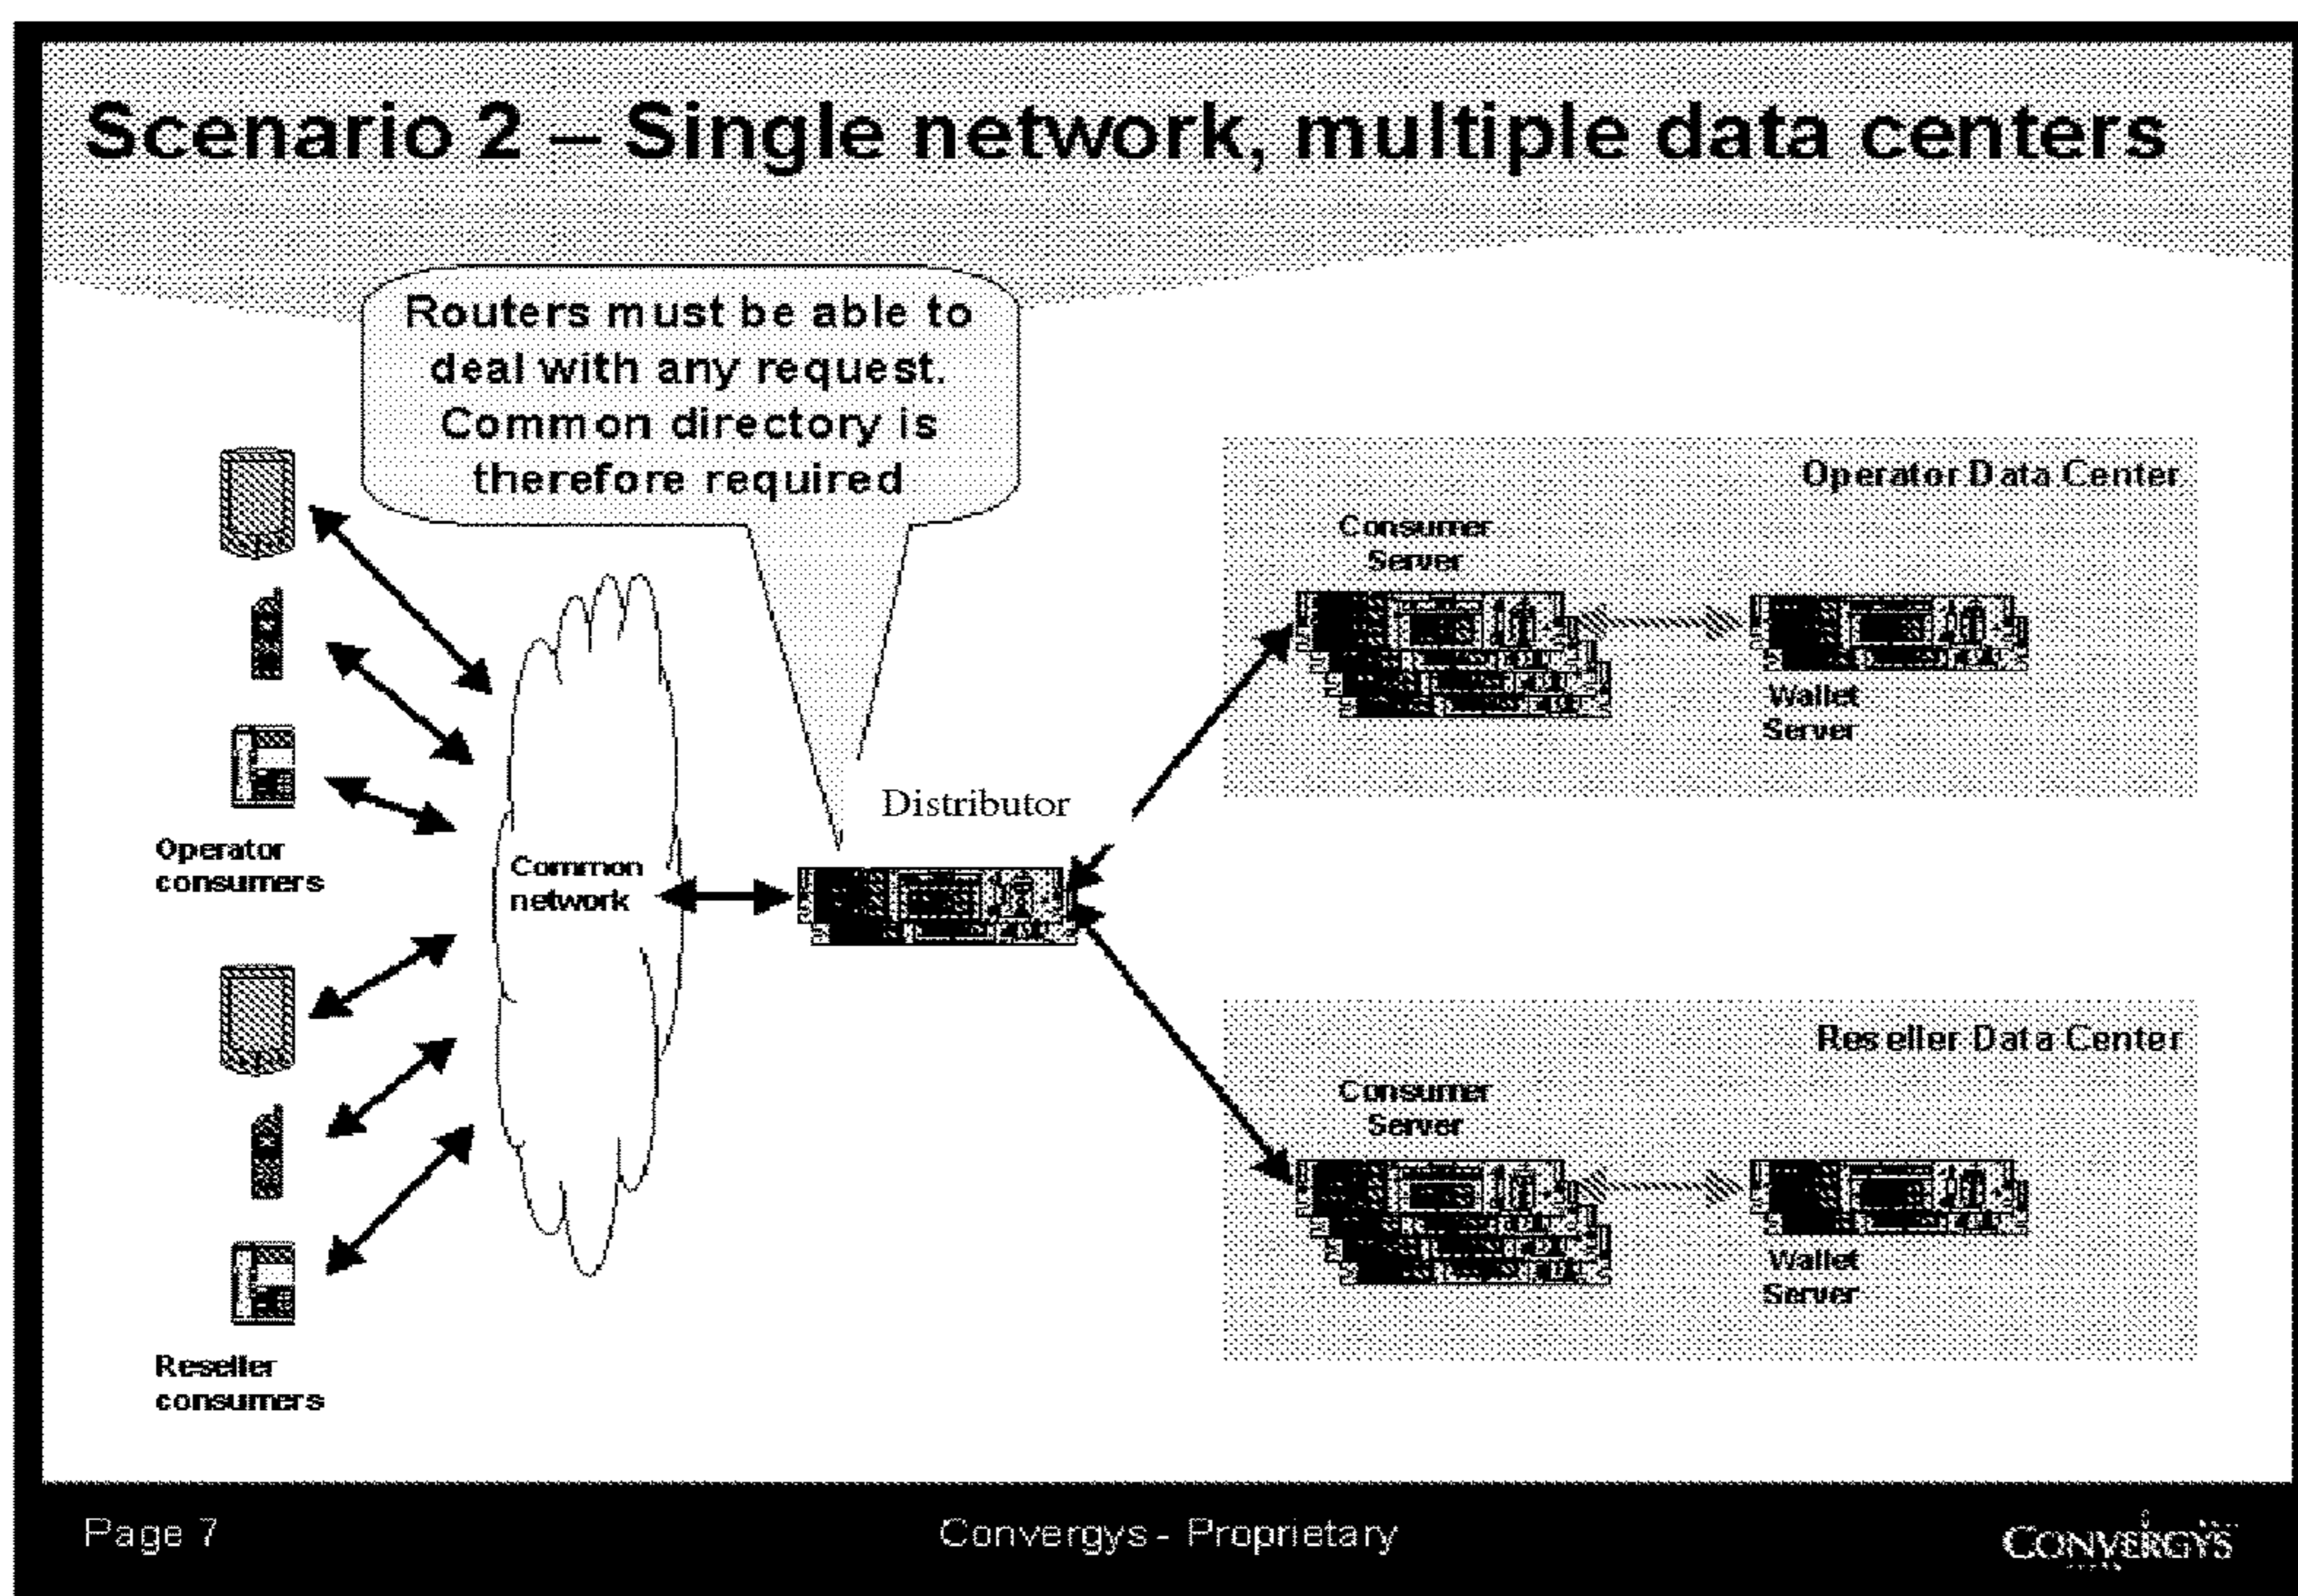 Scenario 2 – Single network, multiple data centers
Routers must be able to
deal with any request.
Common directory is
therefore required
Operator Data Center
Consumer
Server
Wallet
Server
Operator
consumers
Common
network
Distributor
Reseller Data Center
Consumer
Server
Wallet
Server
Reseller
consumers
Page 7
Convergys - Proprietary
CONVERGYS